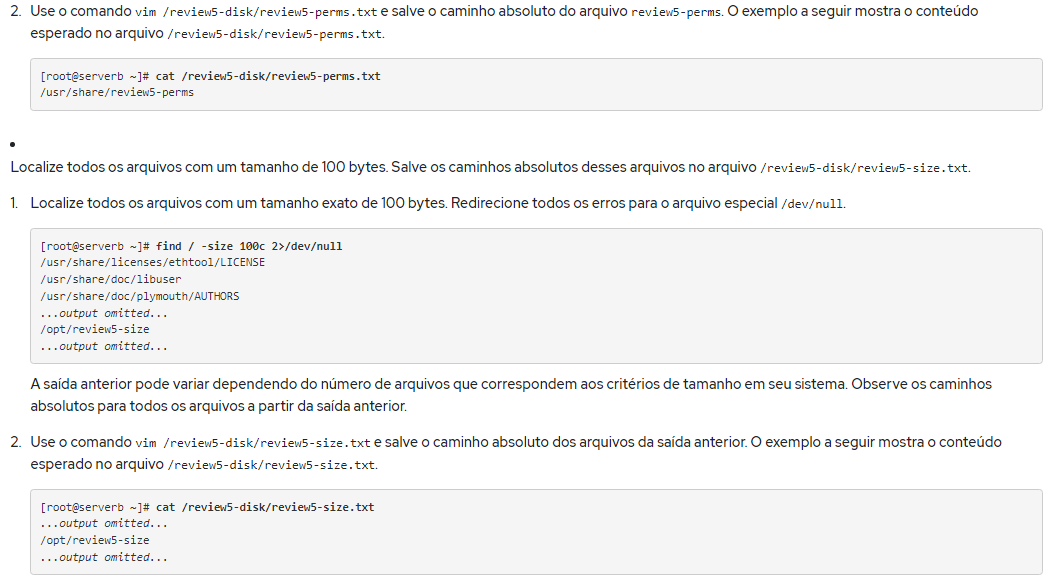 2. Use o comando vim /review5-disk/review5-perms.txt e salve o caminho absoluto do arquivo review5-perms. O exemplo a seguir mostra o conteúdo
esperado no arquivo /review5-disk/review5-perms.txt.
[root@serverb ~]# cat /review5-disk/review5-perms.txt
/usr/share/review5-perms
•
Localize todos os arquivos com um tamanho de 100 bytes. Salve os caminhos absolutos desses arquivos no arquivo /review5-disk/review5-size.txt.
1. Localize todos os arquivos com um tamanho exato de 100 bytes. Redirecione todos os erros para o arquivo especial /dev/null.
[root@serverb ~]# find / -size 100c 2>/dev/null
/usr/share/licenses/ethtool/LICENSE
/usr/share/doc/libuser
/usr/share/doc/plymouth/AUTHORS
...output omitted...
/opt/review5-size
...output omitted...
A saída anterior pode variar dependendo do número de arquivos que correspondem aos critérios de tamanho em seu sistema. Observe os caminhos
absolutos para todos os arquivos a partir da saída anterior.
2. Use o comando vim /review5-disk/review5-size.txt e salve o caminho absoluto dos arquivos da saída anterior. O exemplo a seguir mostra o conteúdo
esperado no arquivo /review5-disk/review5-size.txt.
[root@serverb ~]# cat /review5-disk/review5-size.txt
...output omitted...
/opt/review5-size
...output omitted...